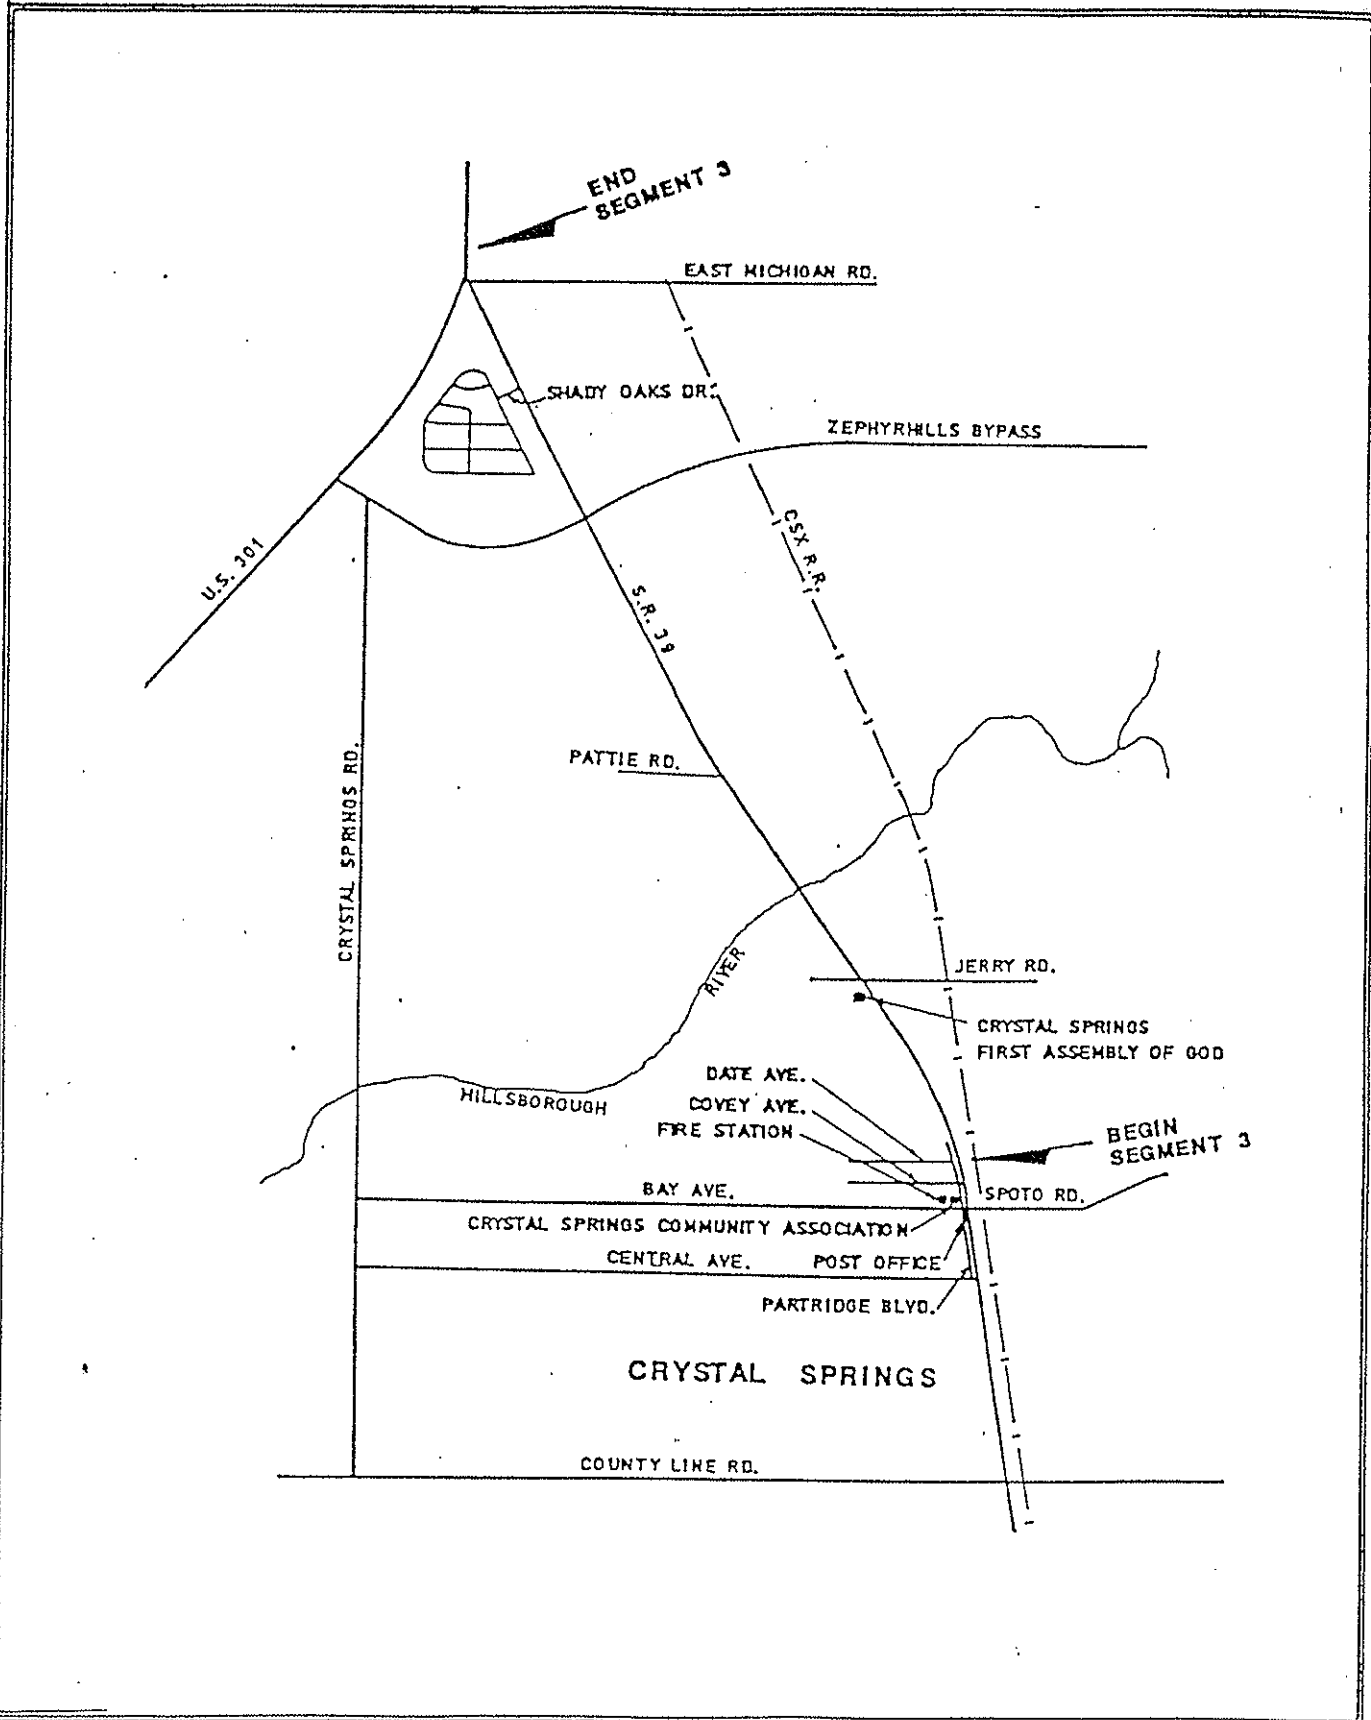 END
SEGMENT 3
EAST MICHIGAN RD.
SHADY OAKS DR.
ZEPHYRHILLS BYPASS
U.S. 301
CSX R.R.
S.R. 39
PATTIE RD.
CRYSTAL SPRINGS RD.
RIVER
JERRY RD.
CRYSTAL SPRINGS
FIRST ASSEMBLY OF GOD
DATE AVE.
HILLSBOROUGH
COVEY AVE.
FIRE STATION
BEGIN
SEGMENT 3
BAY AVE.
SPOTO RD.
CRYSTAL SPRINGS COMMUNITY ASSOCIATION
CENTRAL AVE.
POST OFFICE
PARTRIDGE BLVD.
CRYSTAL SPRINGS
COUNTY LINE RD.